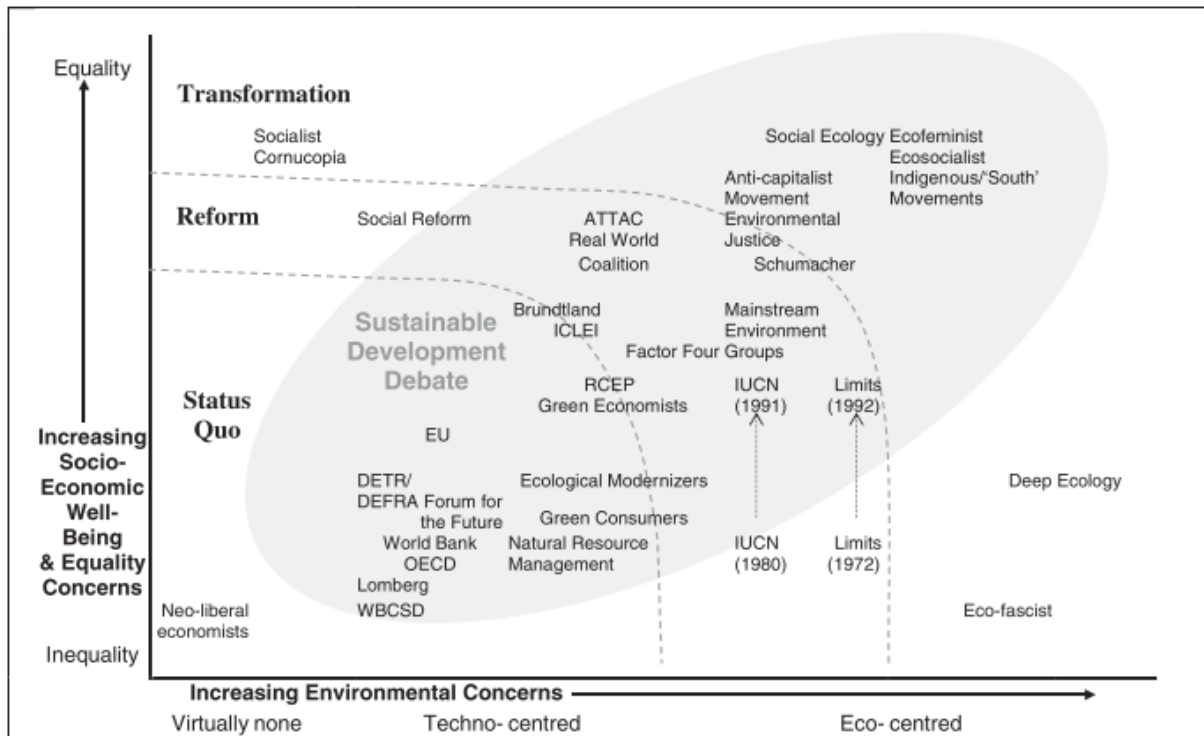 Equality
Transformation
Socialist
Cornucopia
Social Ecology
Ecofeminist
Ecosocialist
Indigenous/'South'
Movements
Anti-capitalist
Movement
Environmental
Justice
Reform
Social Reform
ATTAC
Real World
Coalition
Schumacher
Brundtland
ICLEI
Mainstream
Environment
Factor Four Groups
Sustainable
Development
Debate
RCEP
Green Economists
IUCN
(1991)
Limits
(1992)
Status
Quo
EU
Increasing
Socio-
Economic
Well-
Being
& Equality
Concerns
DETR/
DEFRA
Forum for
the Future
Ecological Modernizers
Green Consumers
Deep Ecology
World Bank
OECD
Natural Resource
Management
IUCN
(1980)
Limits
(1972)
Lomberg
WBCSD
Neo-liberal
economists
Eco-fascist
Inequality
Increasing Environmental Concerns
Virtually none
Techno- centred
Eco- centred